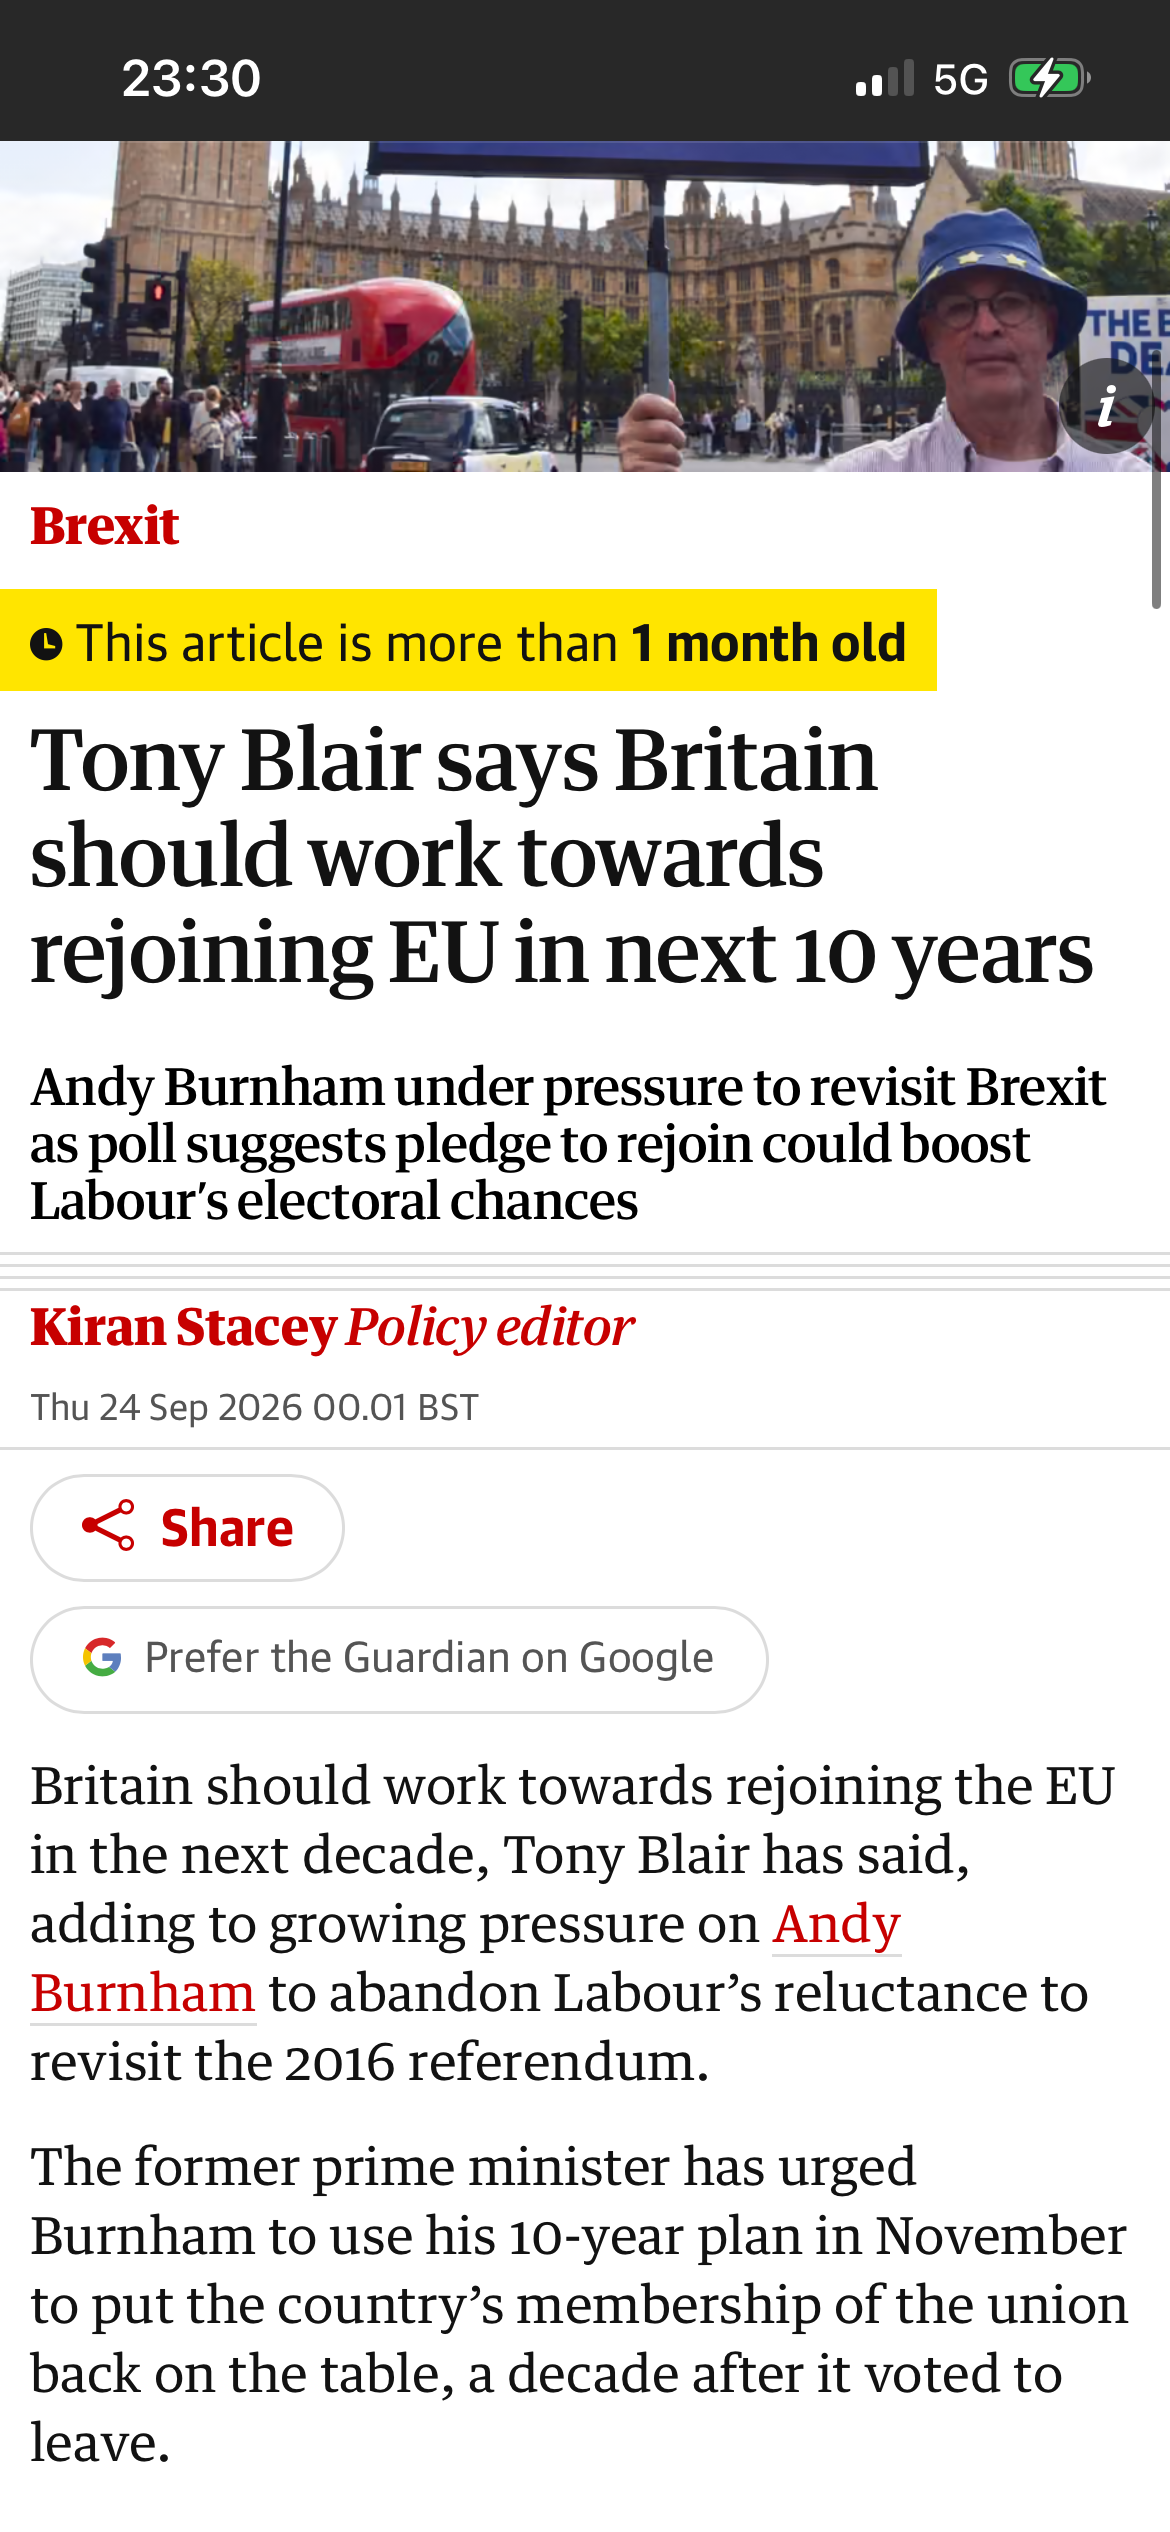 23:30
5G
THE
DE
i
Brexit
This article is more than 1 month old
Tony Blair says Britain
should work towards
rejoining EU in next 10 years
Andy Burnham under pressure to revisit Brexit
as poll suggests pledge to rejoin could boost
Labour’s electoral chances
Kiran Stacey Policy editor
Thu 24 Sep 2026 00.01 BST
Share
Prefer the Guardian on Google
Britain should work towards rejoining the EU
in the next decade, Tony Blair has said,
adding to growing pressure on Andy
Burnham to abandon Labour’s reluctance to
revisit the 2016 referendum.
The former prime minister has urged
Burnham to use his 10-year plan in November
to put the country’s membership of the union
back on the table, a decade after it voted to
leave.